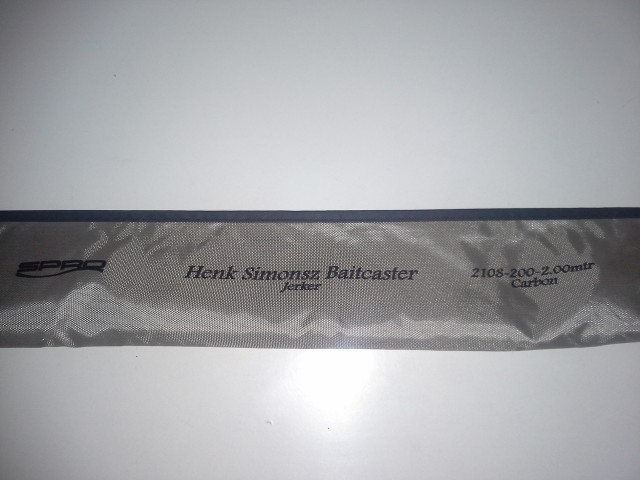 SPRO
Henk Simonsz Baitcaster
Jerker
2108-200-2.00mtr
Carbon